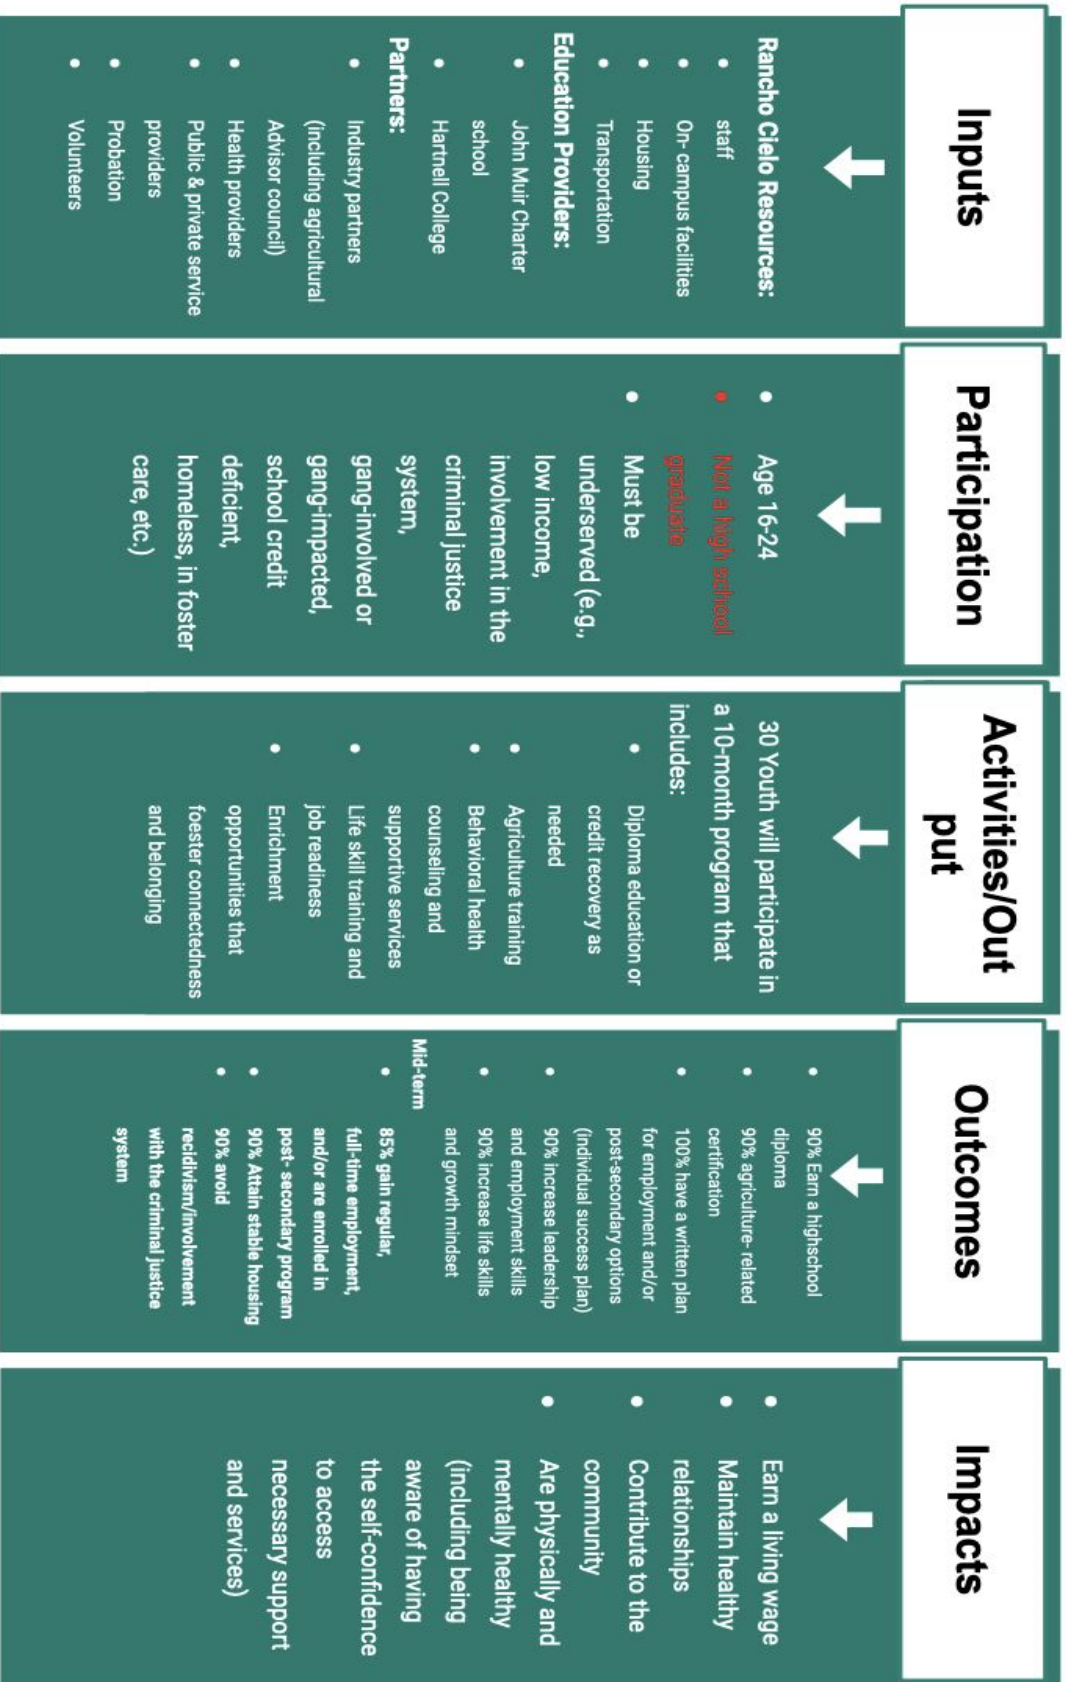 Inputs
Rancho Cielo Resources:
• staff
• On- campus facilities
• Housing
• Transportation
Education Providers:
• John Muir Charter
school
• Hartnell College
Partners:
• Industry partners
(including agricultural
Advisor council)
• Health providers
• Public & private service
providers
• Probation
• Volunteers
Participation
• Age 16-24
• Not a high school
graduate
• Must be
underserved (e.g.,
low income,
involvement in the
criminal justice
system,
gang-involved or
gang-impacted,
school credit
deficient,
homeless, in foster
care, etc.)
Activities/Out
put
30 Youth will participate in
a 10-month program that
includes:
• Diploma education or
credit recovery as
needed
• Agriculture training
• Behavioral health
counseling and
supportive services
• Life skill training and
job readiness
• Enrichment
opportunities that
foester connectedness
and belonging
Outcomes
• 90% Earn a highschool
diploma
• 90% agriculture- related
certification
• 100% have a written plan
for employment and/or
post-secondary options
(individual success plan)
• 90% increase leadership
and employment skills
• 90% increase life skills
and growth mindset
Mid-term
• 85% gain regular,
full-time employment,
and/or are enrolled in
post- secondary program
• 90% Attain stable housing
• 90% avoid
recidivism/involvement
with the criminal justice
system
Impacts
• Earn a living wage
• Maintain healthy
relationships
• Contribute to the
community
• Are physically and
mentally healthy
(including being
aware of having
the self-confidence
to access
necessary support
and services)